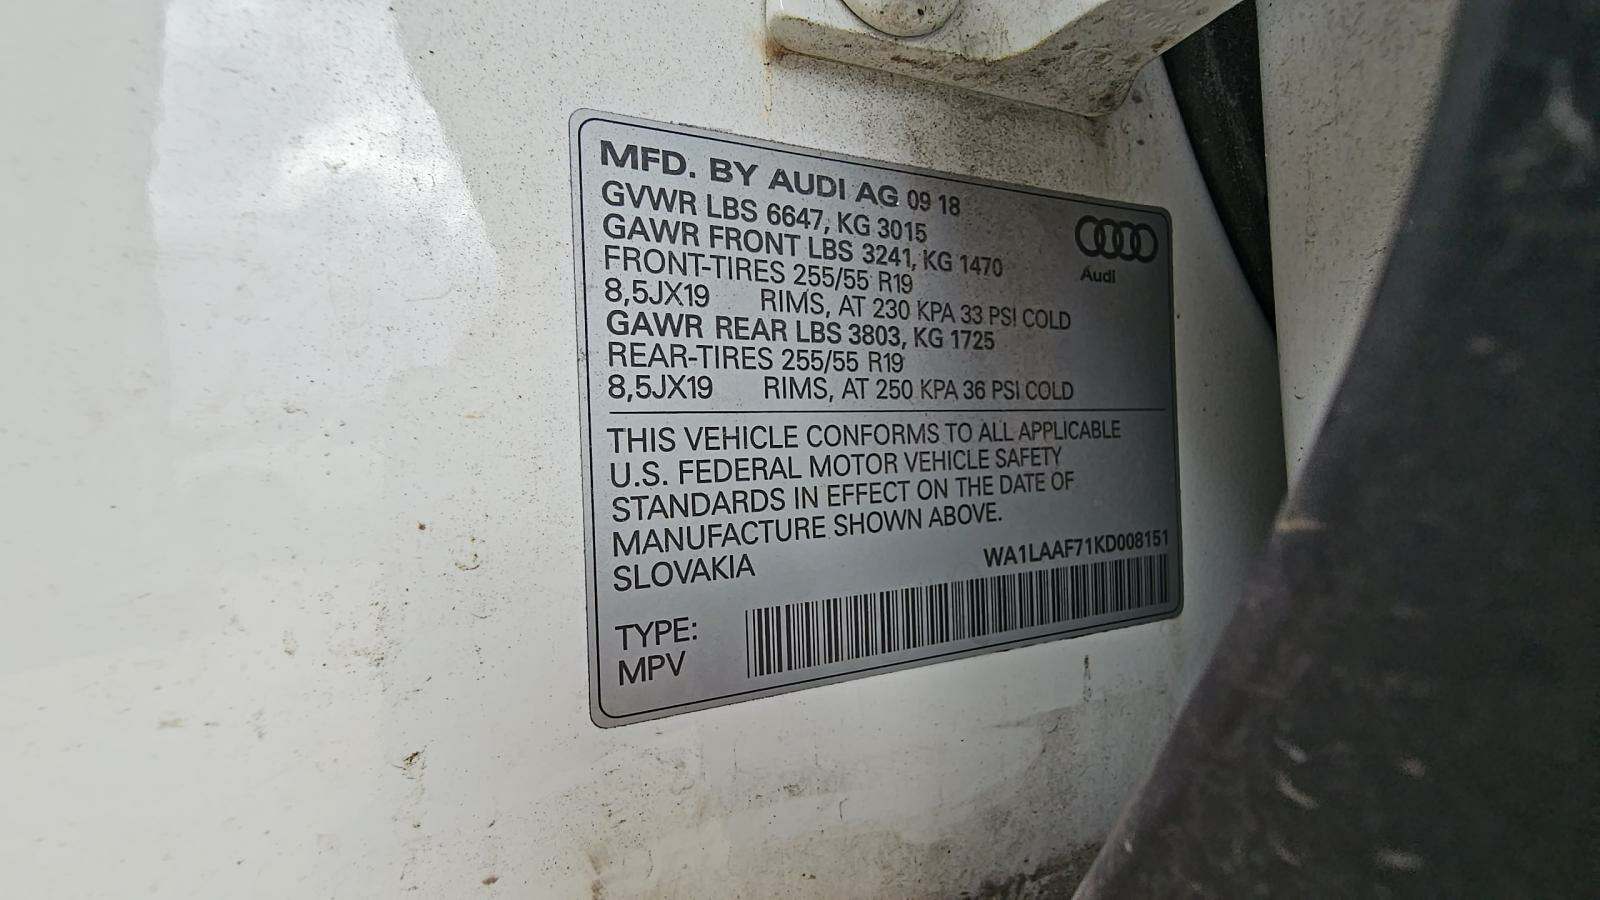 MFD. BY AUDI AG 09 18
GVWR LBS 6647, KG 3015
GAWR FRONT LBS 3241, KG 1470
FRONT-TIRES 255/55 R19
8,5JX19 RIMS, AT 230 KPA 33 PSI COLD
GAWR REAR LBS 3803, KG 1725
REAR-TIRES 255/55 R19
8,5JX19 RIMS, AT 250 KPA 36 PSI COLD
Audi
THIS VEHICLE CONFORMS TO ALL APPLICABLE
U.S. FEDERAL MOTOR VEHICLE SAFETY
STANDARDS IN EFFECT ON THE DATE OF
MANUFACTURE SHOWN ABOVE.
SLOVAKIA
WA1LAAF71KD008151
TYPE:
MPV